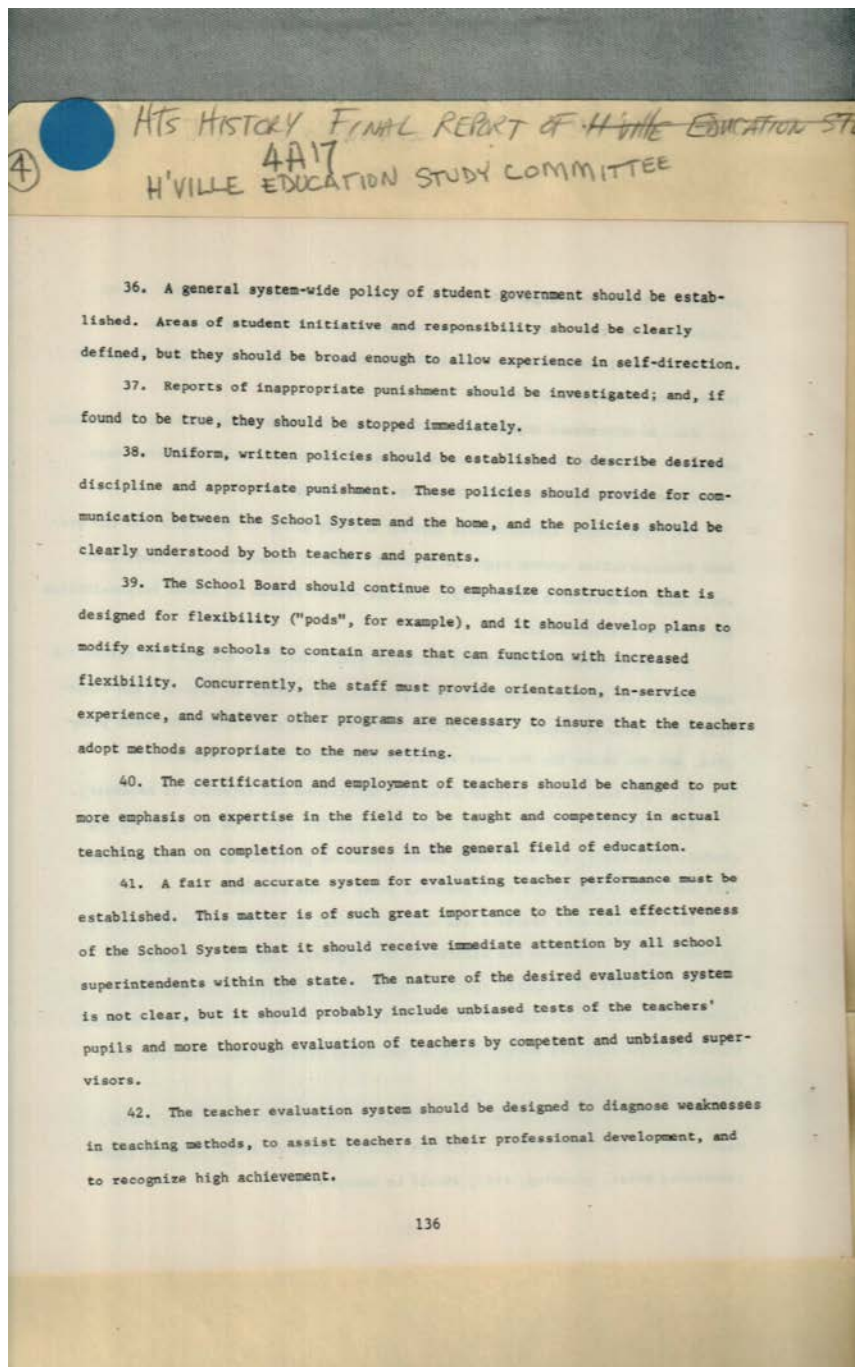 HTS HISTORY FINAL REPORT OF H'ville EDUCATION ST
4
4A17
H'VILLE EDUCATION STUDY COMMITTEE
36. A general system-wide policy of student government should be estab-
lished. Areas of student initiative and responsibility should be clearly
defined, but they should be broad enough to allow experience in self-direction.
37. Reports of inappropriate punishment should be investigated; and, if
found to be true, they should be stopped immediately.
38. Uniform, written policies should be established to describe desired
discipline and appropriate punishment. These policies should provide for com-
munication between the School System and the home, and the policies should be
clearly understood by both teachers and parents.
39. The School Board should continue to emphasize construction that is
designed for flexibility ("pods", for example), and it should develop plans to
modify existing schools to contain areas that can function with increased
flexibility. Concurrently, the staff must provide orientation, in-service
experience, and whatever other programs are necessary to insure that the teachers
adopt methods appropriate to the new setting.
40. The certification and employment of teachers should be changed to put
more emphasis on expertise in the field to be taught and competency in actual
teaching than on completion of courses in the general field of education.
41. A fair and accurate system for evaluating teacher performance must be
established. This matter is of such great importance to the real effectiveness
of the School System that it should receive immediate attention by all school
superintendents within the state. The nature of the desired evaluation system
is not clear, but it should probably include unbiased tests of the teachers'
pupils and more thorough evaluation of teachers by competent and unbiased super-
visors.
42. The teacher evaluation system should be designed to diagnose weaknesses
in teaching methods, to assist teachers in their professional development, and
to recognize high achievement.
136